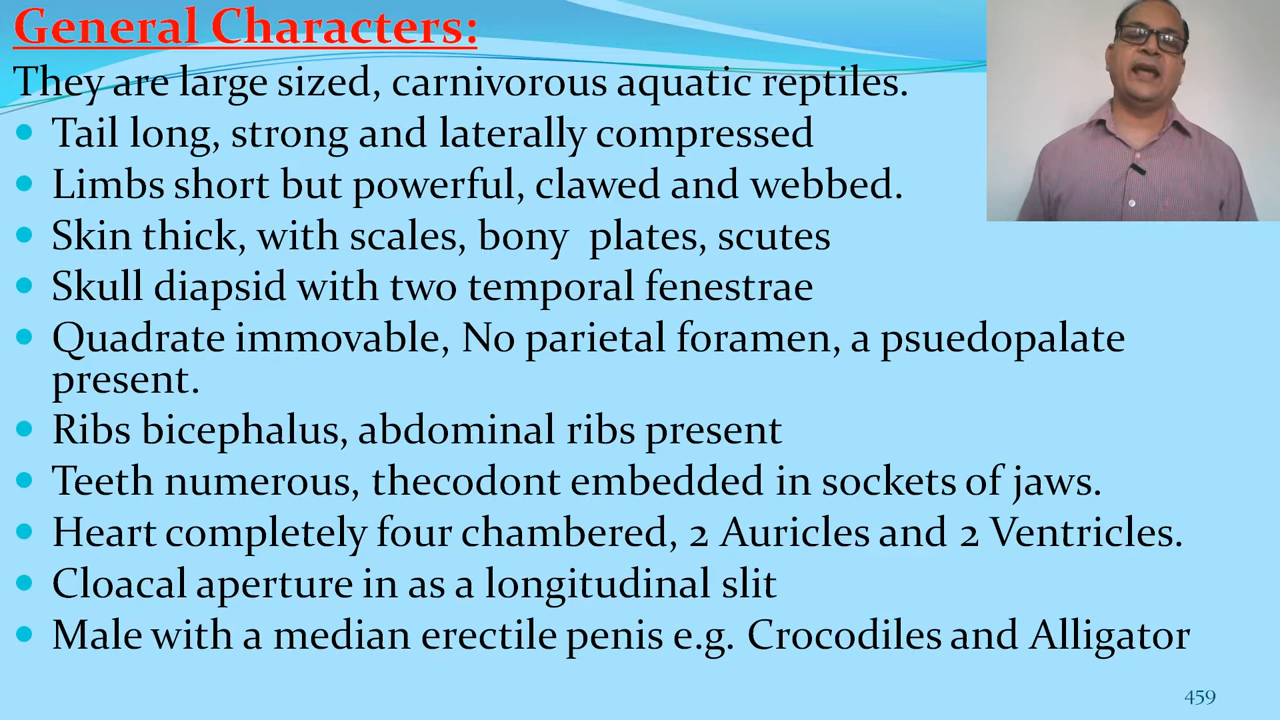 General Characters:
They are large sized, carnivorous aquatic reptiles.
• Tail long, strong and laterally compressed
• Limbs short but powerful, clawed and webbed.
• Skin thick, with scales, bony plates, scutes
• Skull diapsid with two temporal fenestrae
• Quadrate immovable, No parietal foramen, a psuedopalate
present.
• Ribs bicephalus, abdominal ribs present
• Teeth numerous, thecodont embedded in sockets of jaws.
• Heart completely four chambered, 2 Auricles and 2 Ventricles.
• Cloacal aperture in as a longitudinal slit
• Male with a median erectile penis e.g. Crocodiles and Alligator
459